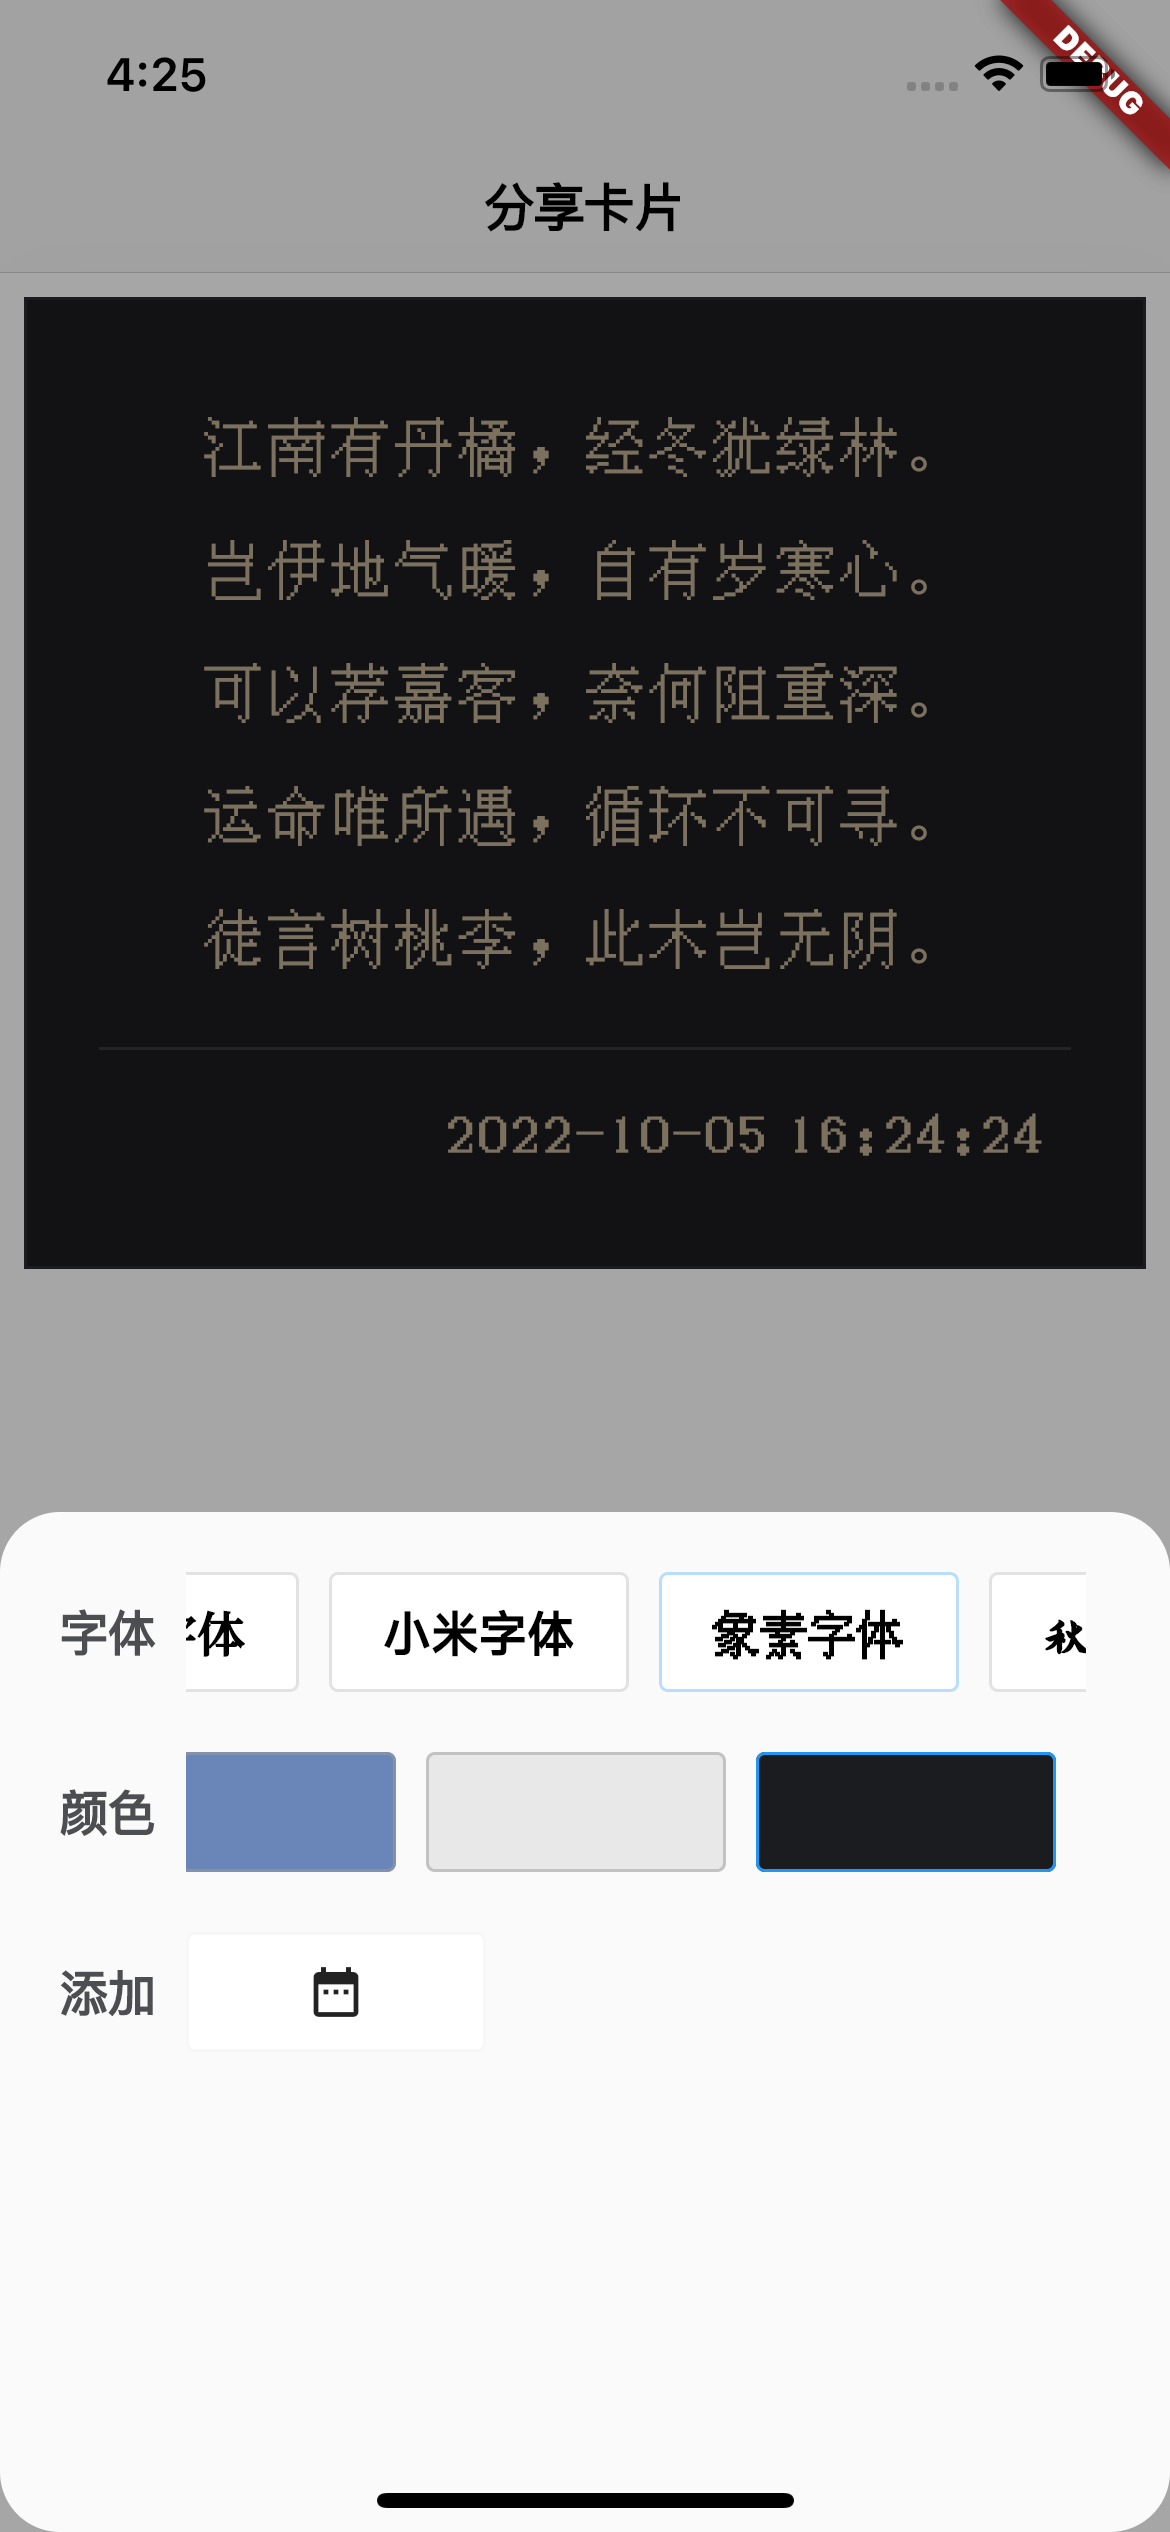 4:25
DEBUG
分享卡片
江南有丹橘，经冬犹绿林。
岂伊地气暖，自有岁寒心。
可以荐嘉客，奈何阻重深。
运命唯所遇，循环不可寻。
徒言树桃李，此木岂无阴。
2022-10-05 16:24:24
字体 体 小米字体 象素字体 秋
颜色
添加